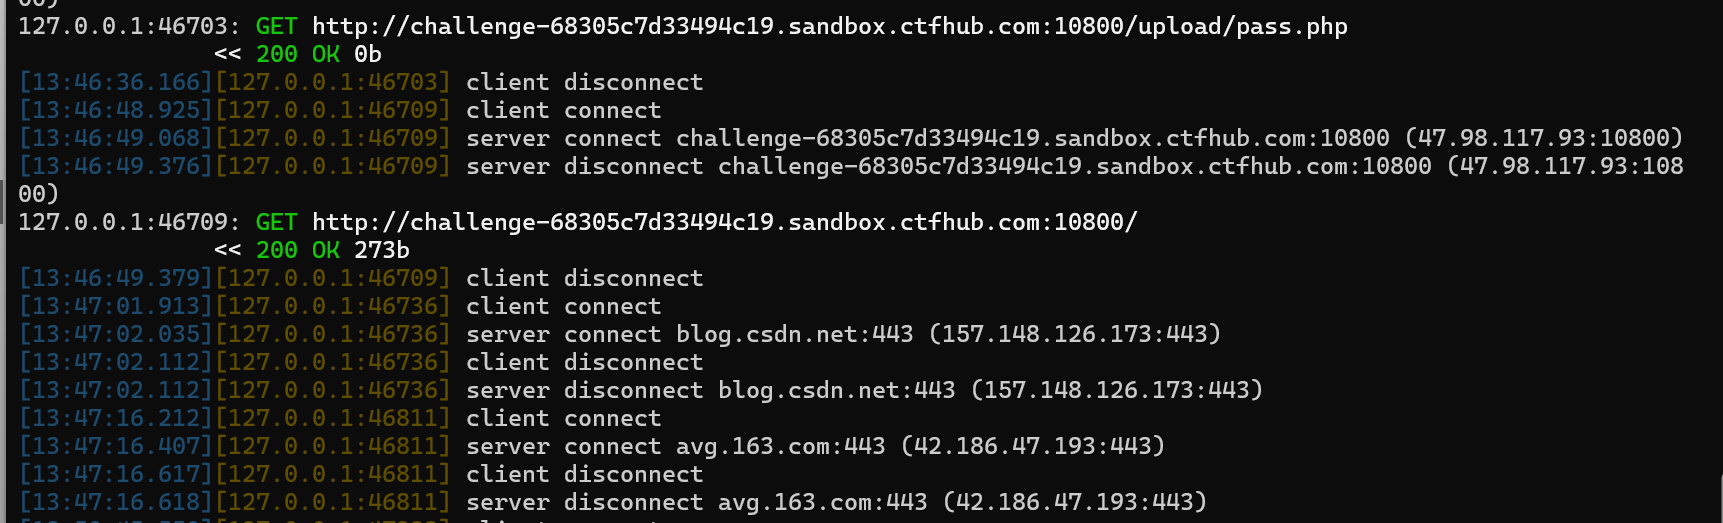 00)
127.0.0.1:46703: GET http://challenge-68305c7d33494c19.sandbox.ctfhub.com:10800/upload/pass.php
<< 200 OK 0b
[13:46:36.166][127.0.0.1:46703] client disconnect
[13:46:48.925][127.0.0.1:46709] client connect
[13:46:49.068][127.0.0.1:46709] server connect challenge-68305c7d33494c19.sandbox.ctfhub.com:10800 (47.98.117.93:10800)
[13:46:49.376][127.0.0.1:46709] server disconnect challenge-68305c7d33494c19.sandbox.ctfhub.com:10800 (47.98.117.93:108
00)
127.0.0.1:46709: GET http://challenge-68305c7d33494c19.sandbox.ctfhub.com:10800/
<< 200 OK 273b
[13:46:49.379][127.0.0.1:46709] client disconnect
[13:47:01.913][127.0.0.1:46736] client connect
[13:47:02.035][127.0.0.1:46736] server connect blog.csdn.net:443 (157.148.126.173:443)
[13:47:02.112][127.0.0.1:46736] client disconnect
[13:47:02.112][127.0.0.1:46736] server disconnect blog.csdn.net:443 (157.148.126.173:443)
[13:47:16.212][127.0.0.1:46811] client connect
[13:47:16.407][127.0.0.1:46811] server connect avg.163.com:443 (42.186.47.193:443)
[13:47:16.617][127.0.0.1:46811] client disconnect
[13:47:16.618][127.0.0.1:46811] server disconnect avg.163.com:443 (42.186.47.193:443)